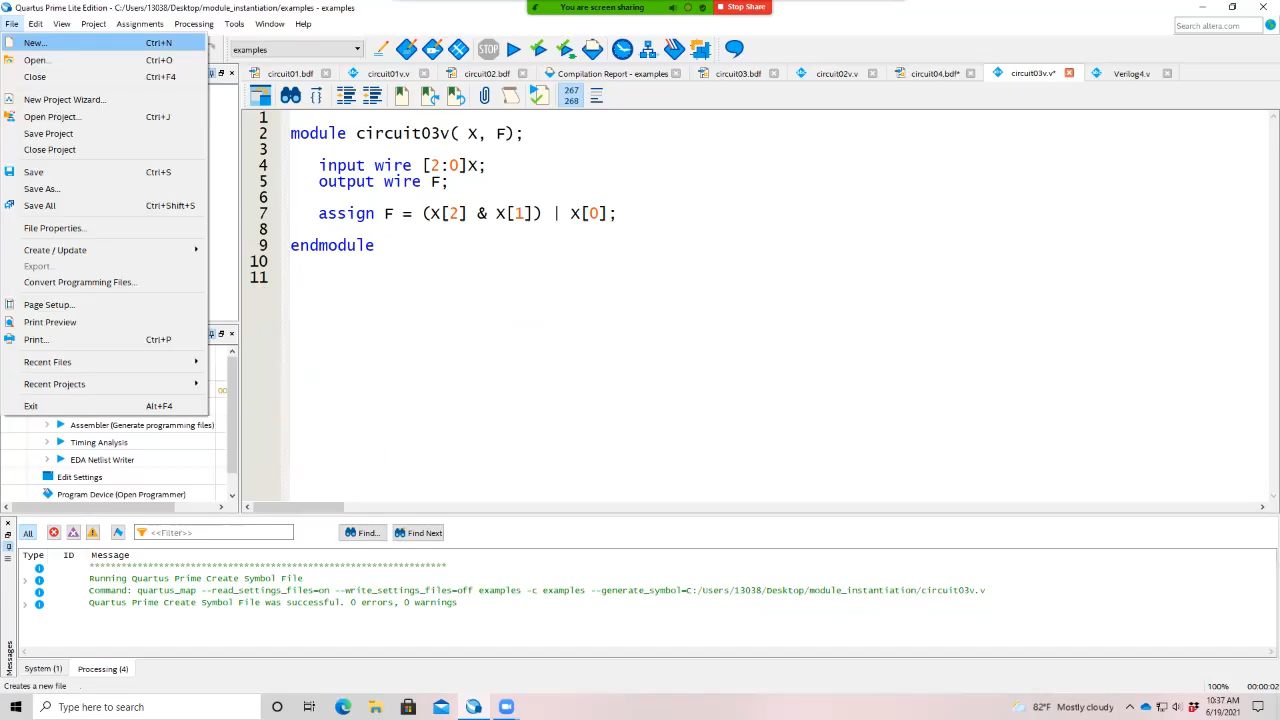 Quartus Prime Lite Edition - C:/Users/13038/Desktop/module_instantiation/examples - examples
You are screen sharing
Stop Share
File Edit View Project Assignments Processing Tools Window Help
Search altera.com
New... Ctrl+N
Open... Ctrl+O
Close Ctrl+F4
New Project Wizard...
Open Project... Ctrl+J
Save Project
Close Project
Save Ctrl+S
Save As...
Save All Ctrl+Shift+S
File Properties...
Create / Update
Export...
Convert Programming Files...
Page Setup...
Print Preview
Print... Ctrl+P
Recent Files
Recent Projects
Exit Alt+F4
examples
STOP
circuit01.bdf
circuit01v.v
circuit02.bdf
Compilation Report - examples
circuit03.bdf
circuit02v.v
circuit04.bdf*
circuit03v.v*
Verilog4.v
267
268
1
2 module circuit03v( X, F);
3
4 input wire [2:0]X;
5 output wire F;
6
7 assign F = (X[2] & X[1]) | X[0];
8
9 endmodule
10
11
00
Assembler (Generate programming files)
Timing Analysis
EDA Netlist Writer
Edit Settings
Program Device (Open Programmer)
All
<<Filter>>
Find...
Find Next
Type ID Message
*******************************************************************
Running Quartus Prime Create Symbol File
Command: quartus_map --read_settings_files=on --write_settings_files=off examples -c examples --generate_symbol=C:/Users/13038/Desktop/module_instantiation/circuit03v.v
Quartus Prime Create Symbol File was successful. 0 errors, 0 warnings
Messages
System (1) Processing (4)
Creates a new file
100% 00:00:02
Type here to search
82°F Mostly cloudy
10:37 AM
6/19/2021